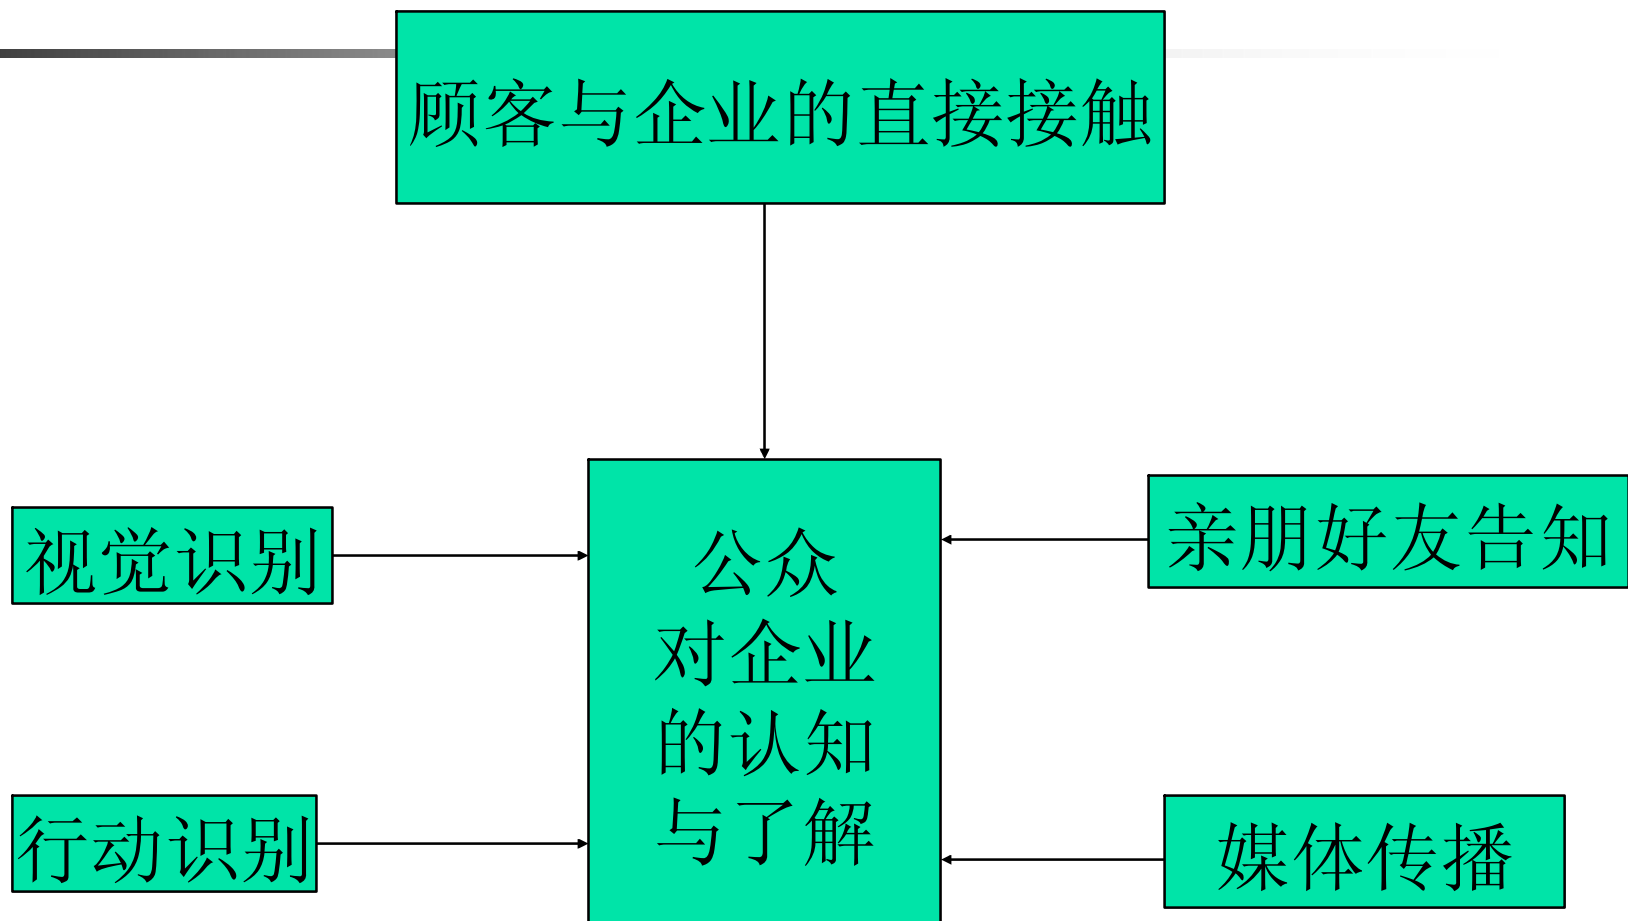 顾客与企业的直接接触
视觉识别
公众
对企业
的认知
与了解
亲朋好友告知
行动识别
媒体传播